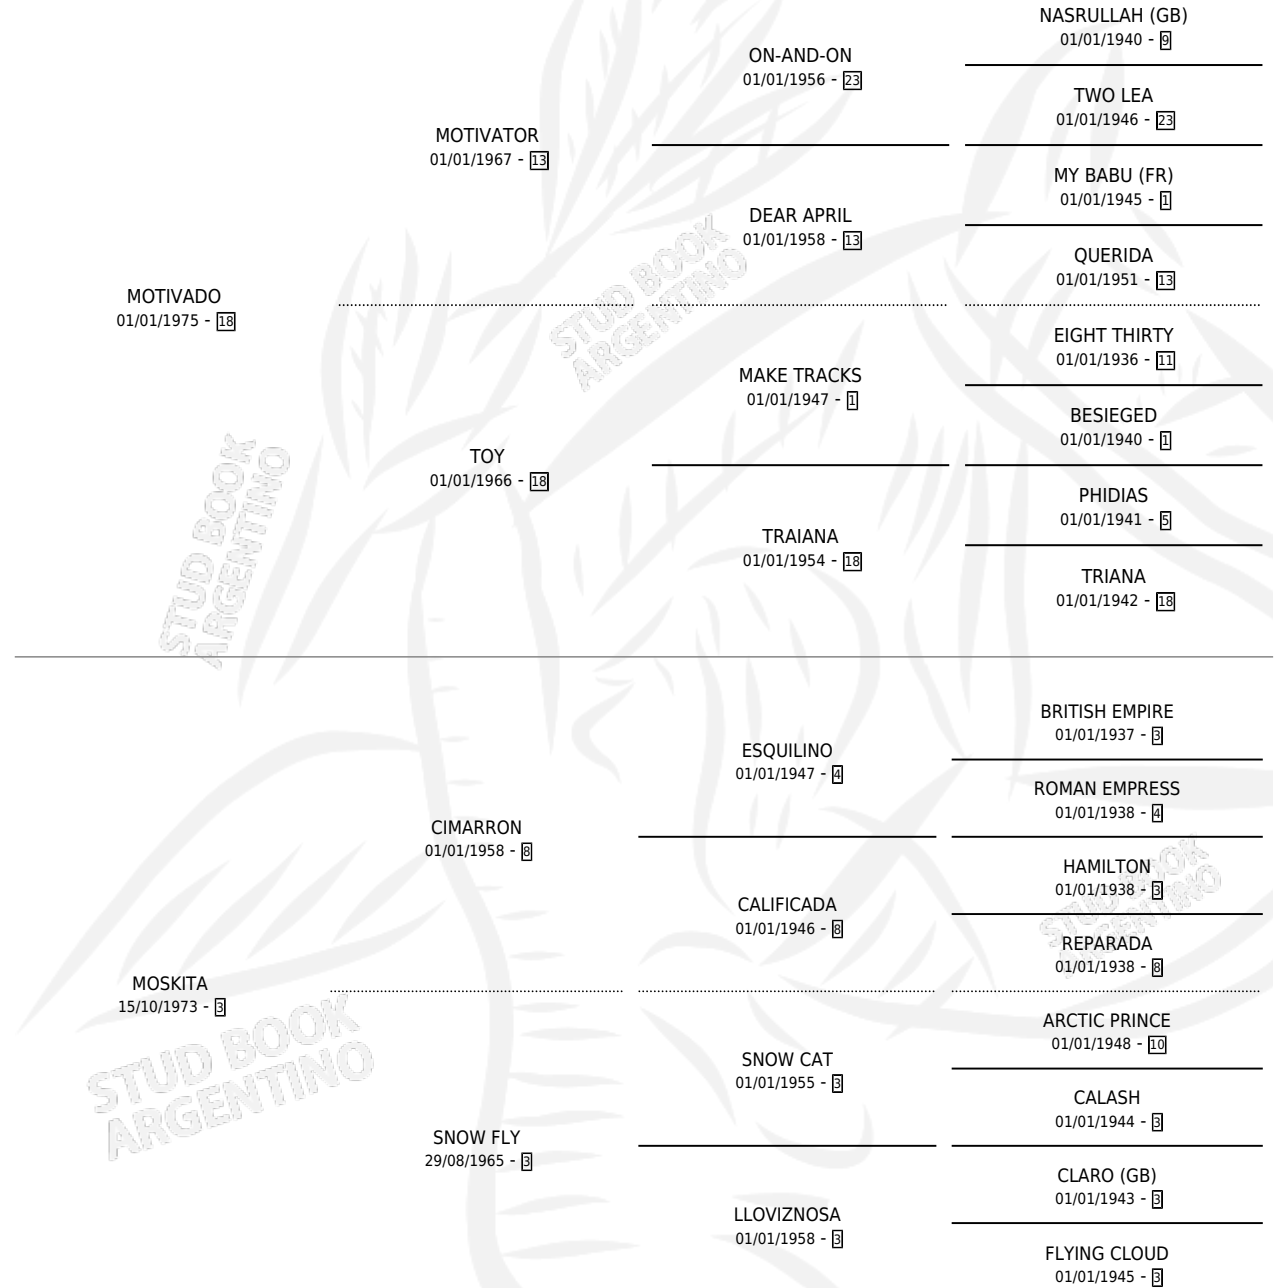 NASRULLAH (GB)
01/01/1940 - 9
ON-AND-ON
01/01/1956 - 23
TWO LEA
01/01/1946 - 23
MOTIVATOR
01/01/1967 - 13
MY BABU (FR)
01/01/1945 - 1
DEAR APRIL
01/01/1958 - 13
QUERIDA
01/01/1951 - 13
MOTIVADO
01/01/1975 - 18
EIGHT THIRTY
01/01/1936 - 11
MAKE TRACKS
01/01/1947 - 1
BESIEGED
01/01/1940 - 1
TOY
01/01/1966 - 18
PHIDIAS
01/01/1941 - 5
TRAIANA
01/01/1954 - 18
TRIANA
01/01/1942 - 18
STUD BOOK
ARGENTINO
STUD BOOK
ARGENTINO
BRITISH EMPIRE
01/01/1937 - 3
ESQUILINO
01/01/1947 - 4
ROMAN EMPRESS
01/01/1938 - 4
CIMARRON
01/01/1958 - 8
HAMILTON
01/01/1938 - 3
CALIFICADA
01/01/1946 - 8
REPARADA
01/01/1938 - 8
MOSKITA
15/10/1973 - 3
ARCTIC PRINCE
01/01/1948 - 10
SNOW CAT
01/01/1955 - 3
CALASH
01/01/1944 - 3
SNOW FLY
29/08/1965 - 3
CLARO (GB)
01/01/1943 - 3
LLOVIZNOSA
01/01/1958 - 3
FLYING CLOUD
01/01/1945 - 3
STUD BOOK
ARGENTINO
STUD BOOK
ARGENTINO